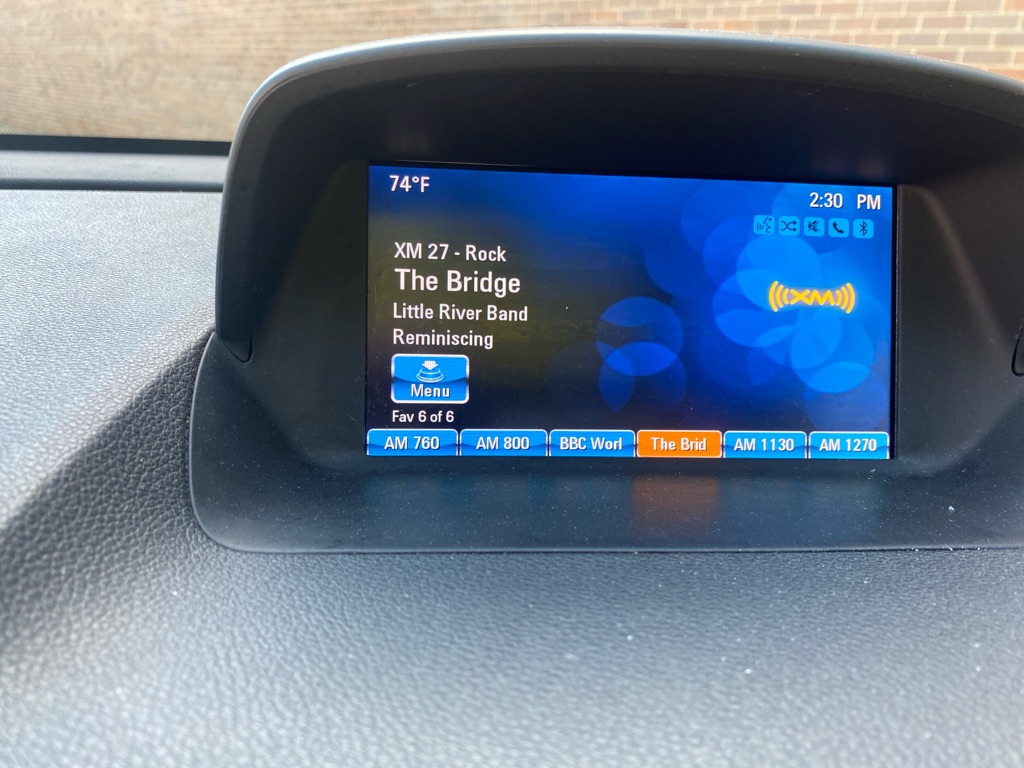 74°F
2:30 PM
XM 27 - Rock
The Bridge
((XM))
Little River Band
Reminiscing
Menu
Fav 6 of 6
AM 760 AM 800 BBC Worl The Brid AM 1130 AM 1270